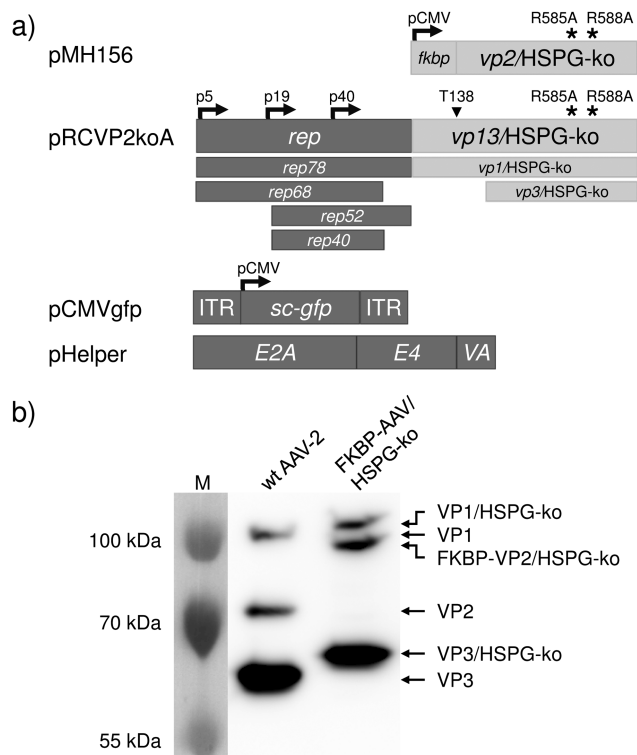 a)
pCMV R585A R588A
* *
pMH156 fkbp vp2/HSPG-ko
p5 p19 p40 T138 R585A R588A
* *
pRCVP2koA rep vp13/HSPG-ko
rep78 vp1/HSPG-ko
rep68 vp3/HSPG-ko
rep52
rep40
pCMV
pCMVgfp ITR sc-gfp ITR
pHelper E2A E4 VA
b)
M wt AAV-2 FKBP-AAV/
HSPG-ko
VP1/HSPG-ko
100 kDa VP1
FKBP-VP2/HSPG-ko
VP2
70 kDa
VP3/HSPG-ko
VP3
55 kDa